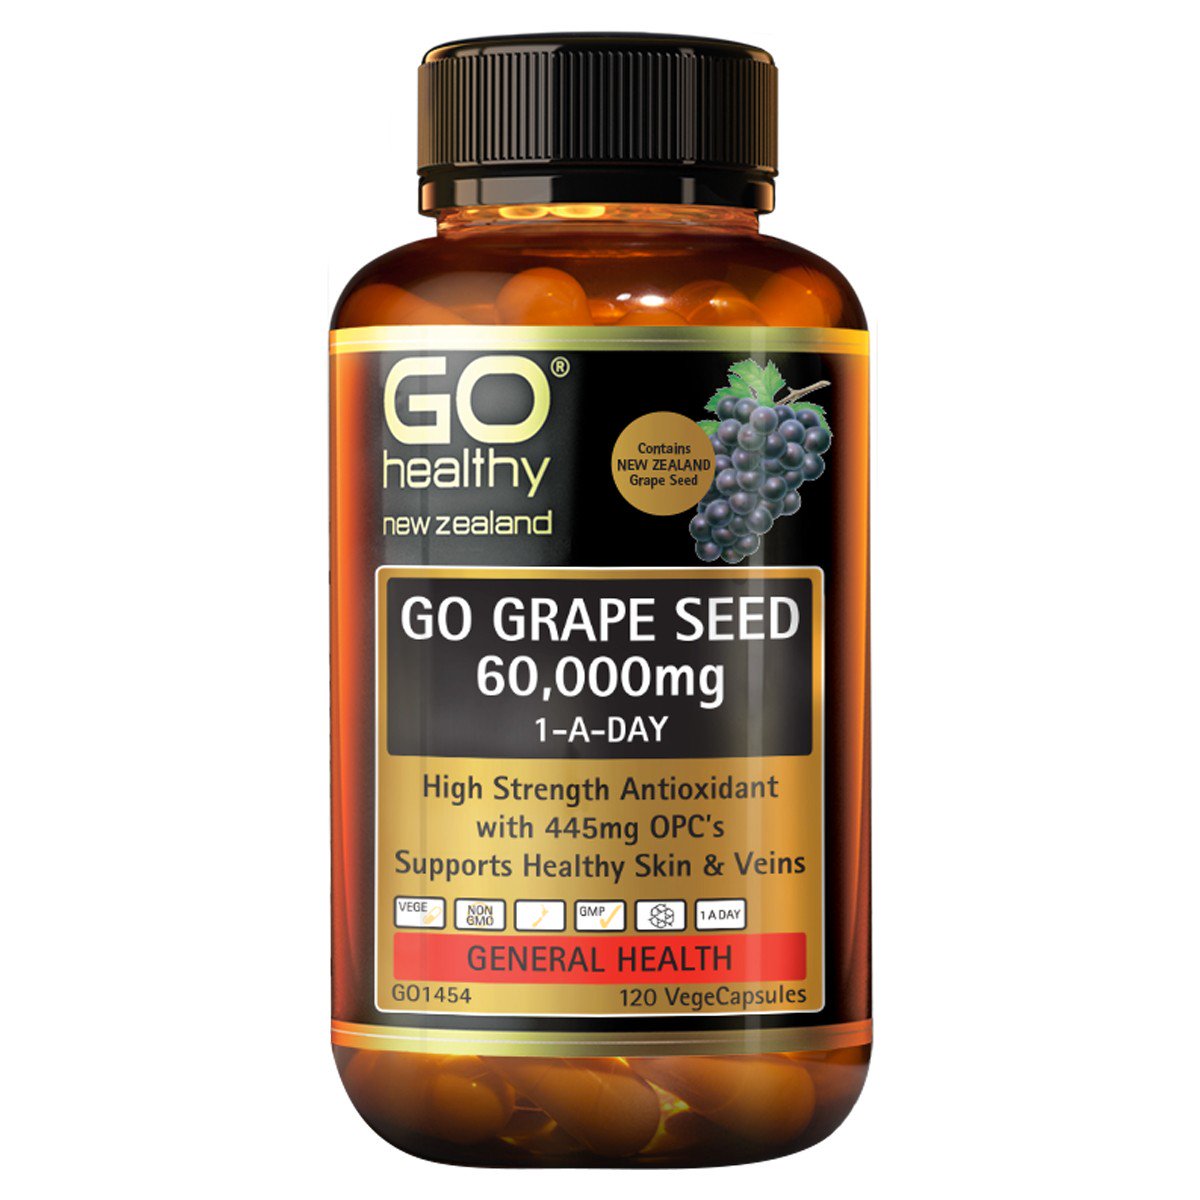 GO®
healthy
new zealand
Contains
NEW ZEALAND
Grape Seed
GO GRAPE SEED
60,000mg
1-A-DAY
High Strength Antioxidant
with 445mg OPC's
Supports Healthy Skin & Veins
VEGE
NON
GMO
GMP
1 A DAY
GENERAL HEALTH
GO1454
120 VegeCapsules